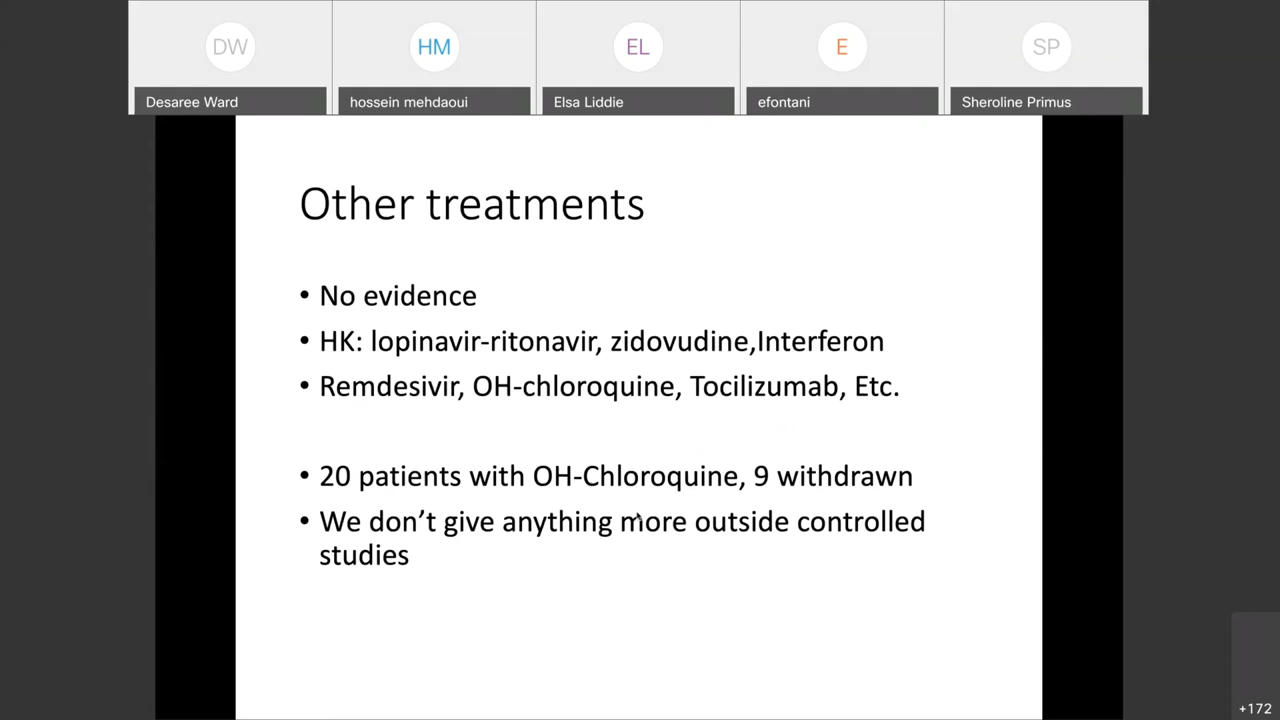 DW
HM
EL
E
SP
Desaree Ward
hossein mehdaoui
Elsa Liddie
efontani
Sheroline Primus
Other treatments
• No evidence
• HK: lopinavir-ritonavir, zidovudine,Interferon
• Remdesivir, OH-chloroquine, Tocilizumab, Etc.
• 20 patients with OH-Chloroquine, 9 withdrawn
• We don’t give anything more outside controlled
studies
+172